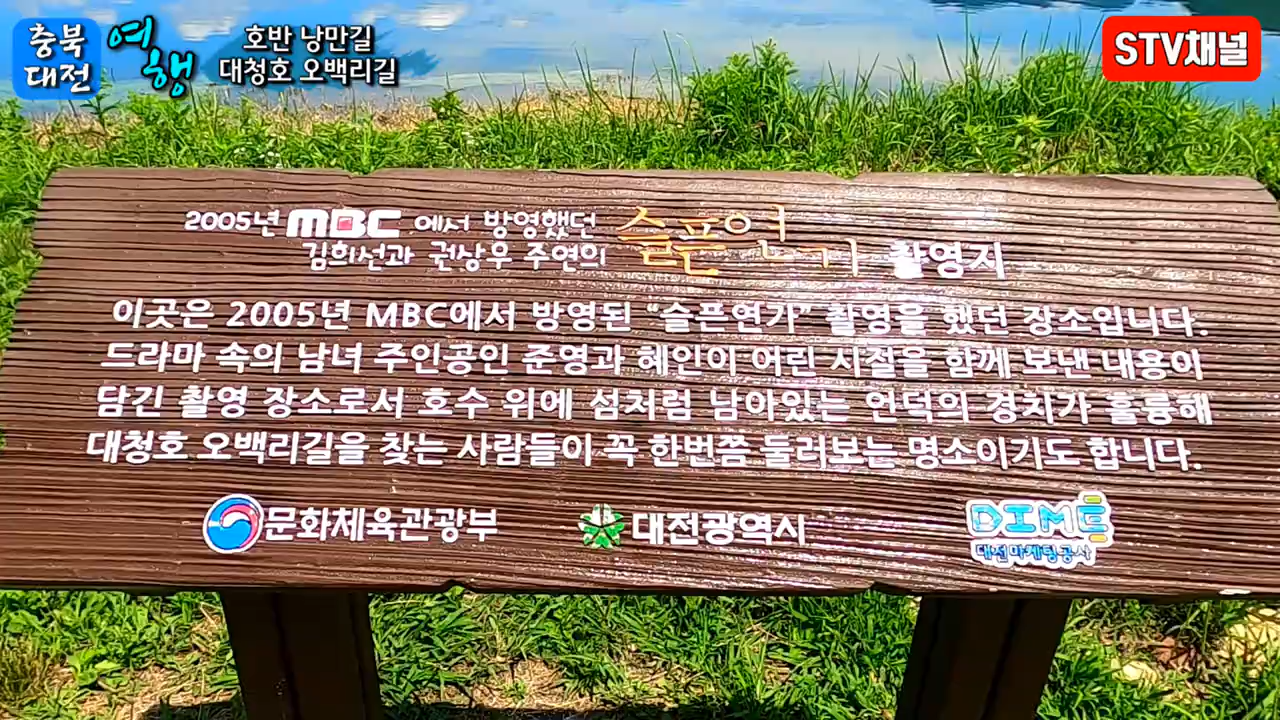 충북 여행 호반 낭만길
대전 대청호 오백리길
STV채널
2005년 MBC 에서 방영했던
김희선과 권상우 주연의 슬픈연가 촬영지
이곳은 2005년 MBC에서 방영된 “슬픈연가” 촬영을 했던 장소입니다.
드라마 속의 남녀 주인공인 준영과 혜인이 어린 시절을 함께 보낸 내용이
담긴 촬영 장소로서 호수 위에 섬처럼 남아있는 언덕의 경치가 훌륭해
대청호 오백리길을 찾는 사람들이 꼭 한번쯤 둘러보는 명소이기도 합니다.
문화체육관광부 대전광역시 DIME
대전마케팅공사